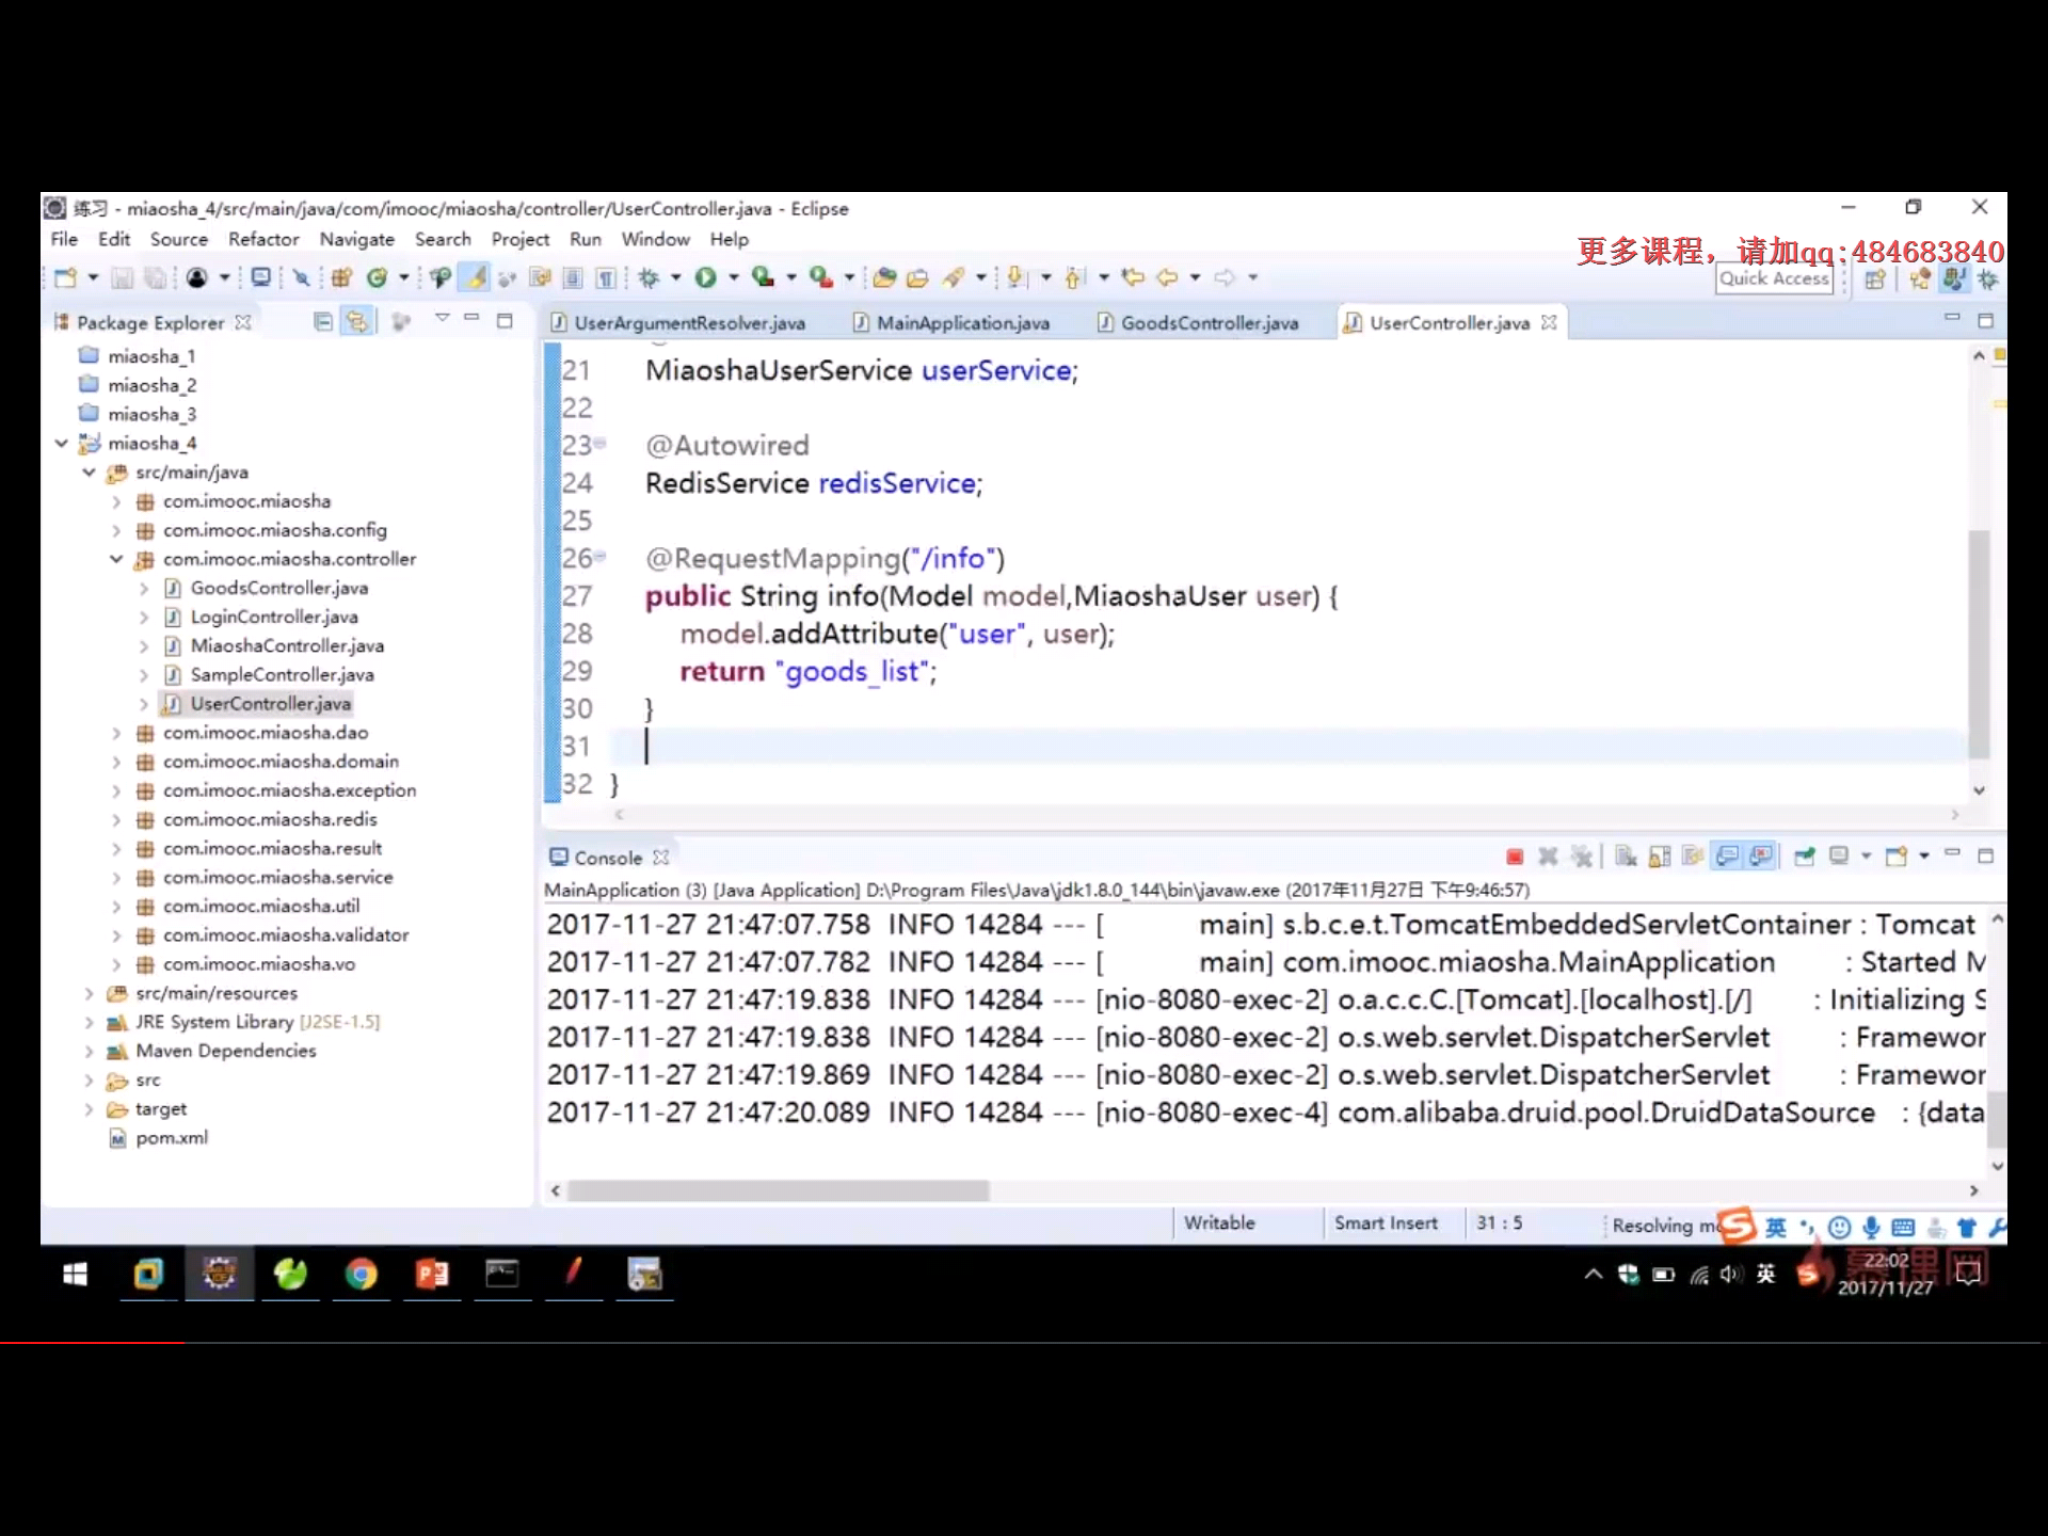 练习 - miaosha_4/src/main/java/com/imooc/miaosha/controller/UserController.java - Eclipse
File Edit Source Refactor Navigate Search Project Run Window Help
更多课程，请加qq:484683840
Quick Access
Package Explorer
miaosha_1
miaosha_2
miaosha_3
miaosha_4
src/main/java
com.imooc.miaosha
com.imooc.miaosha.config
com.imooc.miaosha.controller
GoodsController.java
LoginController.java
MiaoshaController.java
SampleController.java
UserController.java
com.imooc.miaosha.dao
com.imooc.miaosha.domain
com.imooc.miaosha.exception
com.imooc.miaosha.redis
com.imooc.miaosha.result
com.imooc.miaosha.service
com.imooc.miaosha.util
com.imooc.miaosha.validator
com.imooc.miaosha.vo
src/main/resources
JRE System Library [J2SE-1.5]
Maven Dependencies
src
target
pom.xml
UserArgumentResolver.java MainApplication.java GoodsController.java UserController.java
21 MiaoshaUserService userService;
22
23 @Autowired
24 RedisService redisService;
25
26 @RequestMapping("/info")
27 public String info(Model model,MiaoshaUser user) {
28 model.addAttribute("user", user);
29 return "goods_list";
30 }
31
32 }
Console
MainApplication (3) [Java Application] D:\Program Files\Java\jdk1.8.0_144\bin\javaw.exe (2017年11月27日 下午9:46:57)
2017-11-27 21:47:07.758 INFO 14284 --- [ main] s.b.c.e.t.TomcatEmbeddedServletContainer : Tomcat
2017-11-27 21:47:07.782 INFO 14284 --- [ main] com.imooc.miaosha.MainApplication : Started M
2017-11-27 21:47:19.838 INFO 14284 --- [nio-8080-exec-2] o.a.c.c.C.[Tomcat].[localhost].[/] : Initializing S
2017-11-27 21:47:19.838 INFO 14284 --- [nio-8080-exec-2] o.s.web.servlet.DispatcherServlet : Framewor
2017-11-27 21:47:19.869 INFO 14284 --- [nio-8080-exec-2] o.s.web.servlet.DispatcherServlet : Framewor
2017-11-27 21:47:20.089 INFO 14284 --- [nio-8080-exec-4] com.alibaba.druid.pool.DruidDataSource : {data
Writable Smart Insert 31 : 5 Resolving m 英
英 22:02
2017/11/27
慕课网